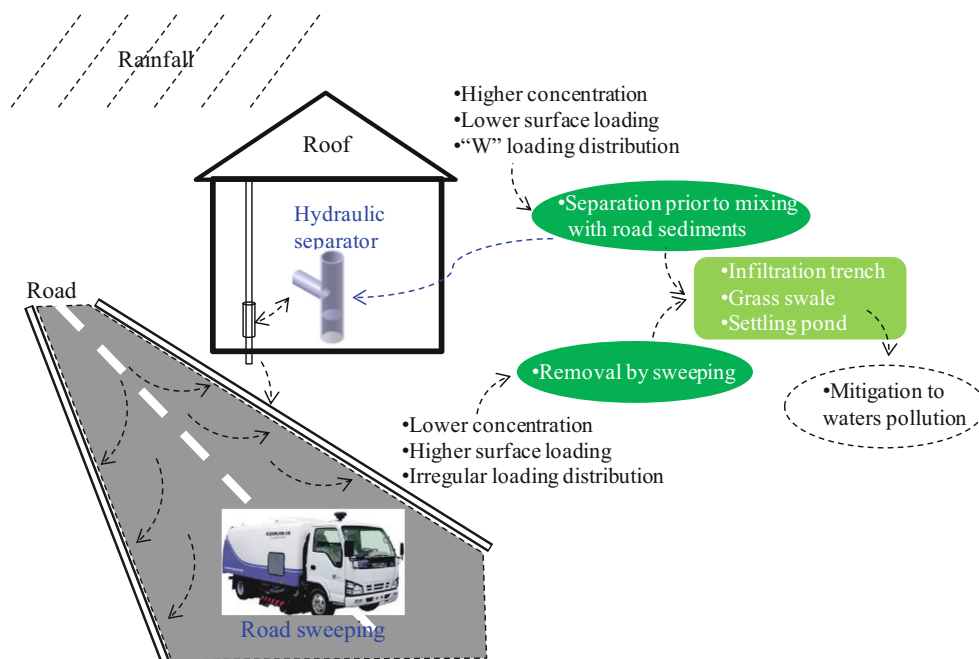 Rainfall
•Higher concentration
•Lower surface loading
•“W” loading distribution
Roof
•Separation prior to mixing
with road sediments
Hydraulic
separator
•Infiltration trench
•Grass swale
•Settling pond
Road
•Removal by sweeping
•Mitigation to
waters pollution
•Lower concentration
•Higher surface loading
•Irregular loading distribution
Road sweeping